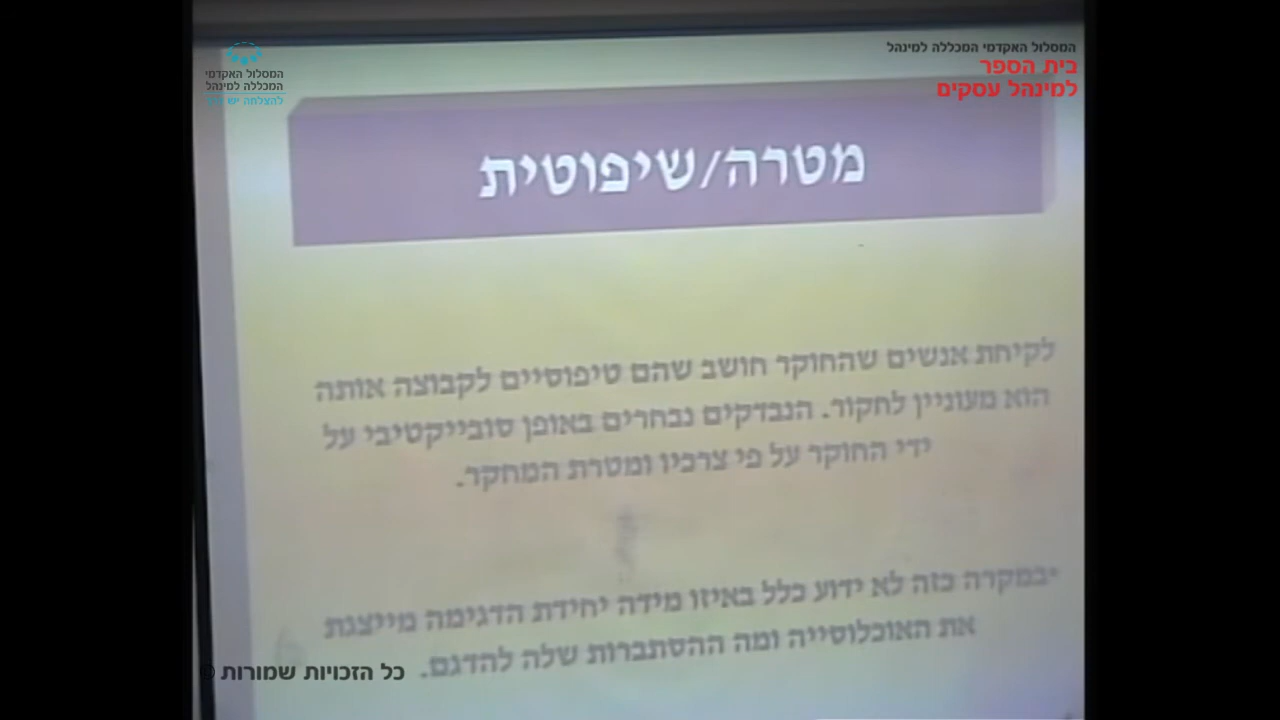 המסלול האקדמי המכללה למינהל
בית הספר
למינהל עסקים
המסלול האקדמי
המכללה למינהל
להצלחה יש
מטרה/שיפוטית
לקיחת אנשים שהחוקר חושב שהם טיפוסיים לקבוצה אותה
הוא מעוניין לחקור. הנבדקים נבחרים באופן סובייקטיבי על
ידי החוקר על פי צרכיו ומטרת המחקר.
•במקרה כזה לא ידוע כלל באיזו מידה יחידת הדגימה מייצגת
את האוכלוסייה ומה ההסתברות שלה להדגם.
כל הזכויות שמורות ©